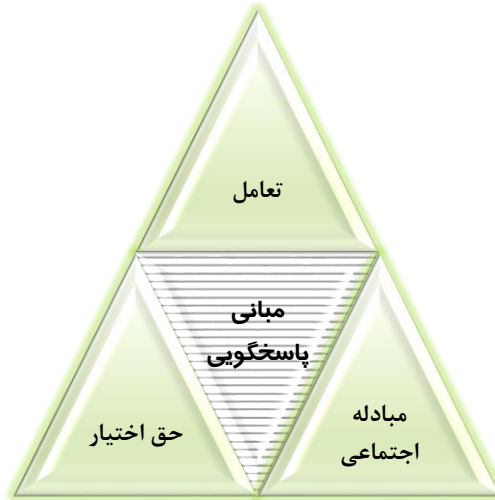 تعامل
مبانی
پاسخگویی
حق اختیار
مبادله
اجتماعی